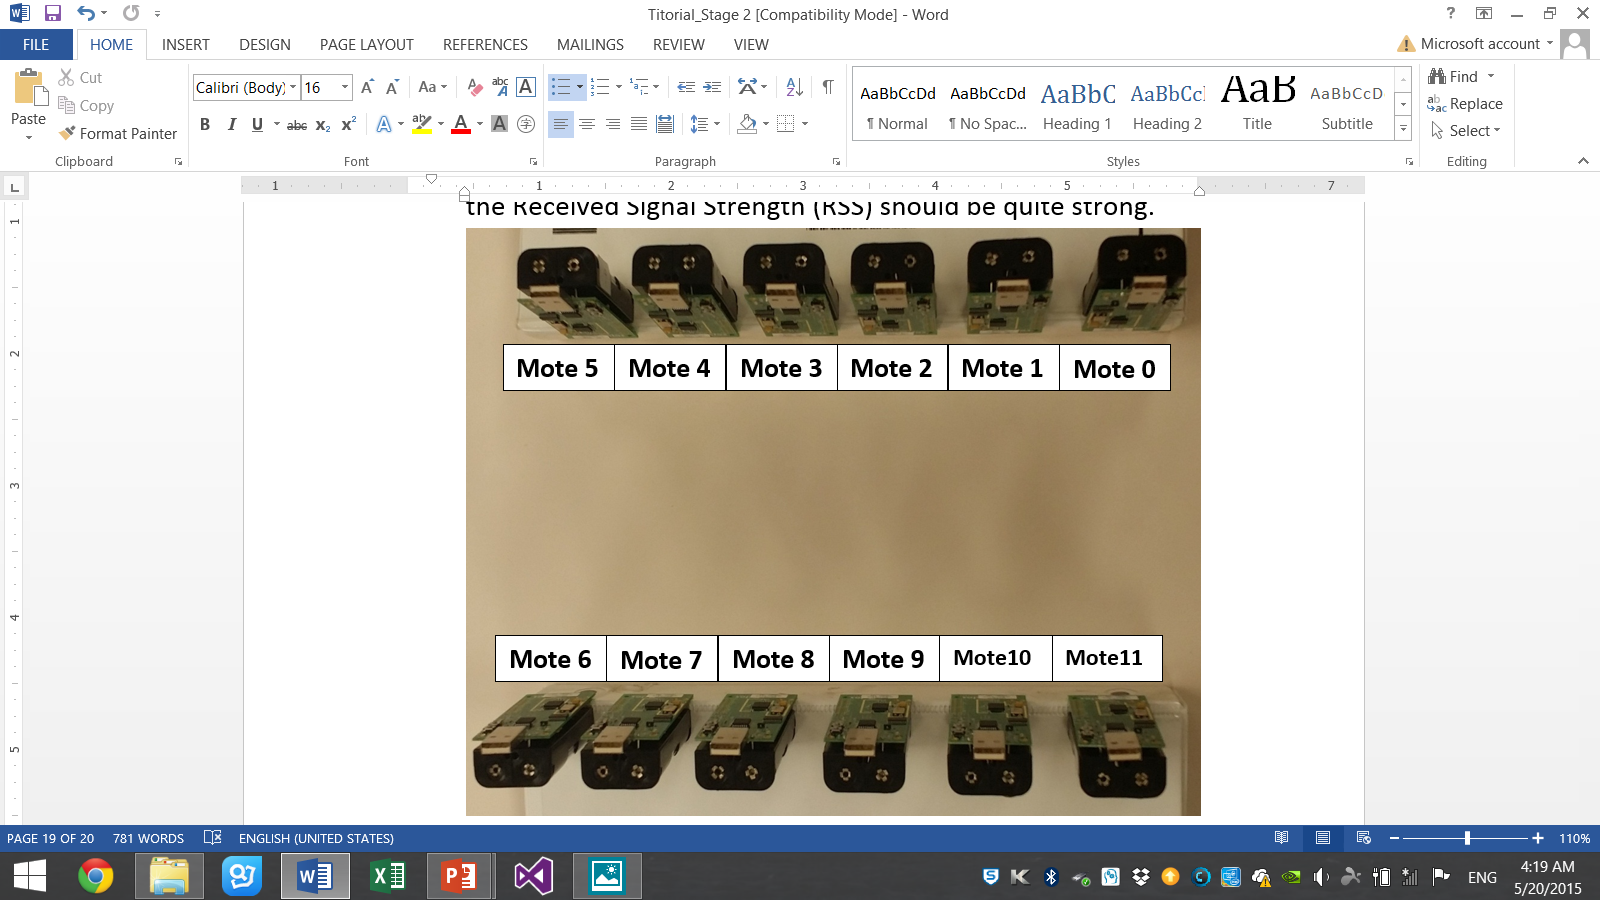 Titorial_Stage 2 [Compatibility Mode] - Word
FILE HOME INSERT DESIGN PAGE LAYOUT REFERENCES MAILINGS REVIEW VIEW Microsoft account
Paste
Cut
Copy
Format Painter
Clipboard
Calibri (Body) 16
Font
Paragraph
AaBbCcDd AaBbCcDd AaBbC AaBbCc AaB AaBbCcD
¶ Normal ¶ No Spac... Heading 1 Heading 2 Title Subtitle
Styles
Find
Replace
Select
Editing
1 1 2 3 4 5 7
1
2
3
4
5
the Received Signal Strength (RSS) should be quite strong.
Mote 5 Mote 4 Mote 3 Mote 2 Mote 1 Mote 0
Mote 6 Mote 7 Mote 8 Mote 9 Mote10 Mote11
PAGE 19 OF 20 781 WORDS ENGLISH (UNITED STATES) 110%
ENG
4:19 AM
5/20/2015